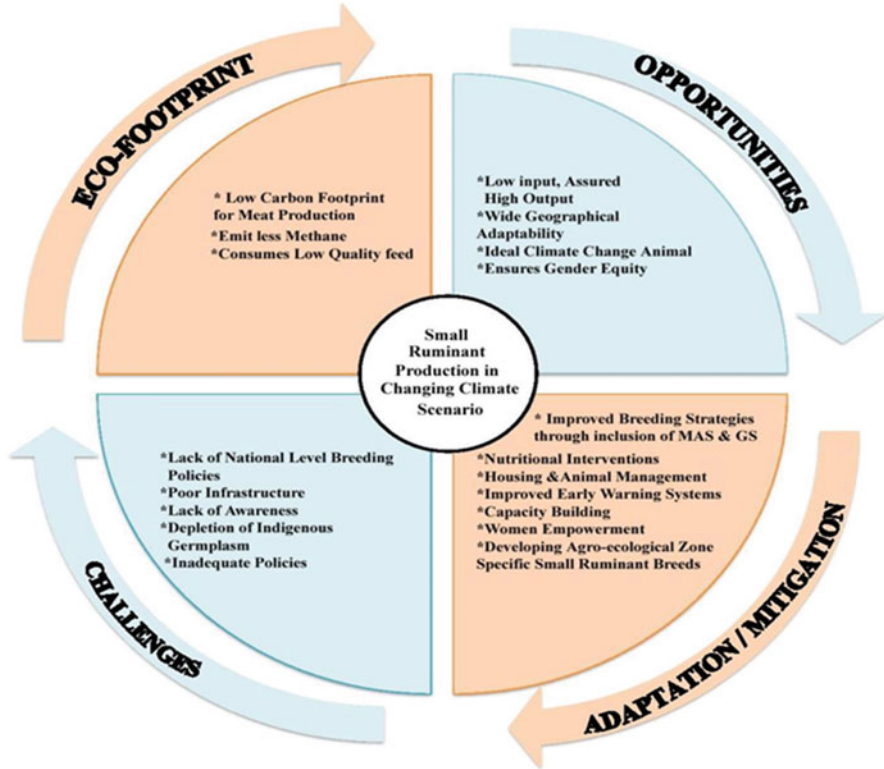 ECO-FOOTPRINT
* Low Carbon Footprint
for Meat Production
*Emit less Methane
*Consumes Low Quality feed
OPPORTUNITIES
*Low input, Assured
High Output
*Wide Geographical
Adaptability
*Ideal Climate Change Animal
*Ensures Gender Equity
Small
Ruminant
Production in
Changing Climate
Scenario
* Improved Breeding Strategies
through inclusion of MAS & GS
*Nutritional Interventions
*Housing &Animal Management
*Improved Early Warning Systems
*Capacity Building
*Women Empowerment
*Developing Agro-ecological Zone
Specific Small Ruminant Breeds
ADAPTATION / MITIGATION
*Lack of National Level Breeding
Policies
*Poor Infrastructure
*Lack of Awareness
*Depletion of Indigenous
Germplasm
*Inadequate Policies
CHALLENGES